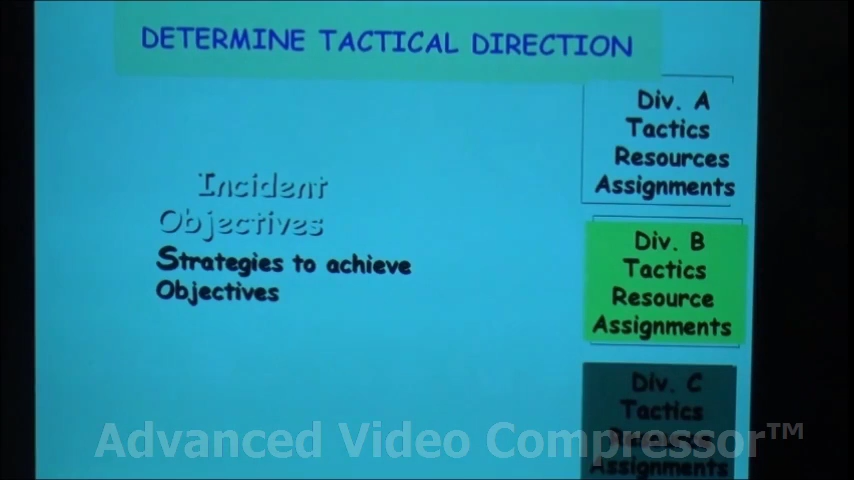 DETERMINE TACTICAL DIRECTION
Incident
Objectives
Strategies to achieve
Objectives
Div. A
Tactics
Resources
Assignments
Div. B
Tactics
Resource
Assignments
Div. C
Tactics
Resource
Assignments
Advanced Video Compressor™